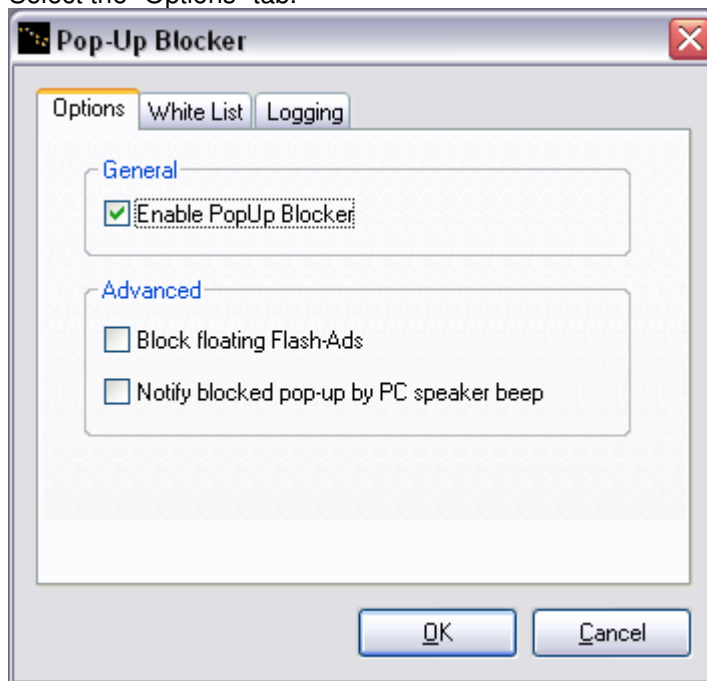 Select the "Options" tab.
Pop-Up Blocker
Options White List Logging
General
Enable PopUp Blocker
Advanced
Block floating Flash-Ads
Notify blocked pop-up by PC speaker beep
OK Cancel